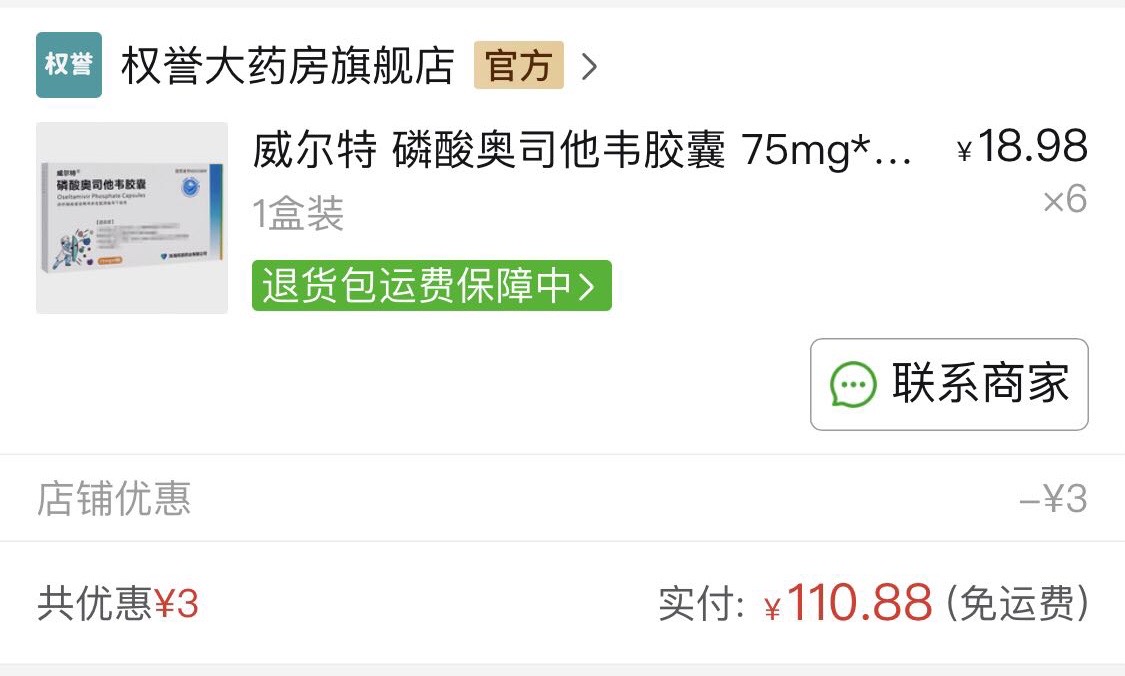 权誉
权誉大药房旗舰店 官方
威尔特 磷酸奥司他韦胶囊 75mg*... ¥18.98
1盒装 ×6
威尔特®
磷酸奥司他韦胶囊
Oseltamivir Phosphate Capsules
退货包运费保障中
联系商家
店铺优惠 -¥3
共优惠¥3 实付: ¥110.88 (免运费)